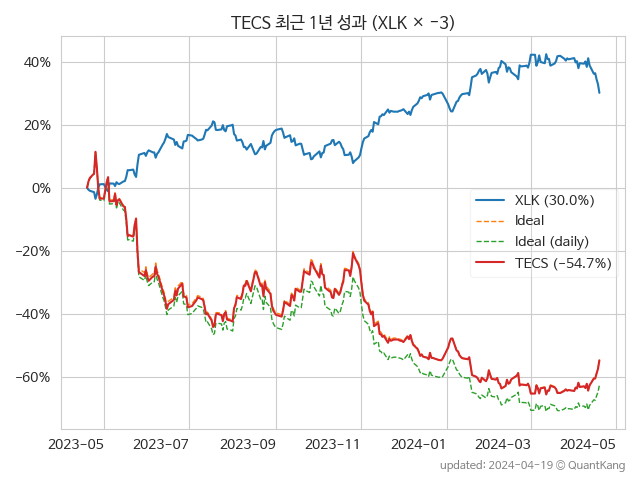 TECS 최근 1년 성과 (XLK × −3)
40%
20%
0%
−20%
−40%
−60%
XLK (30.0%)
Ideal
Ideal (daily)
TECS (−54.7%)
2023−05 2023−07 2023−09 2023−11 2024−01 2024−03 2024−05
updated: 2024−04−19 ⓒ QuantKang